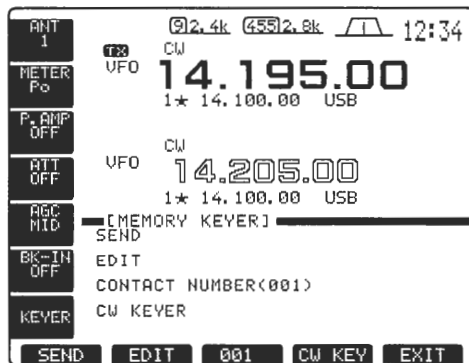 ANT 1
⑨2.4k 455 2.8k 12:34
TX VFO CW
METER Po
14.195.00
1★ 14.100.00 USB
P.AMP OFF
CW
ATT OFF
VFO
14.205.00
1★ 14.100.00 USB
AGC MID
[MEMORY KEYER]
SEND
BK-IN OFF
EDIT
CONTACT NUMBER(001)
KEYER
CW KEYER
SEND EDIT 001 CW KEY EXIT